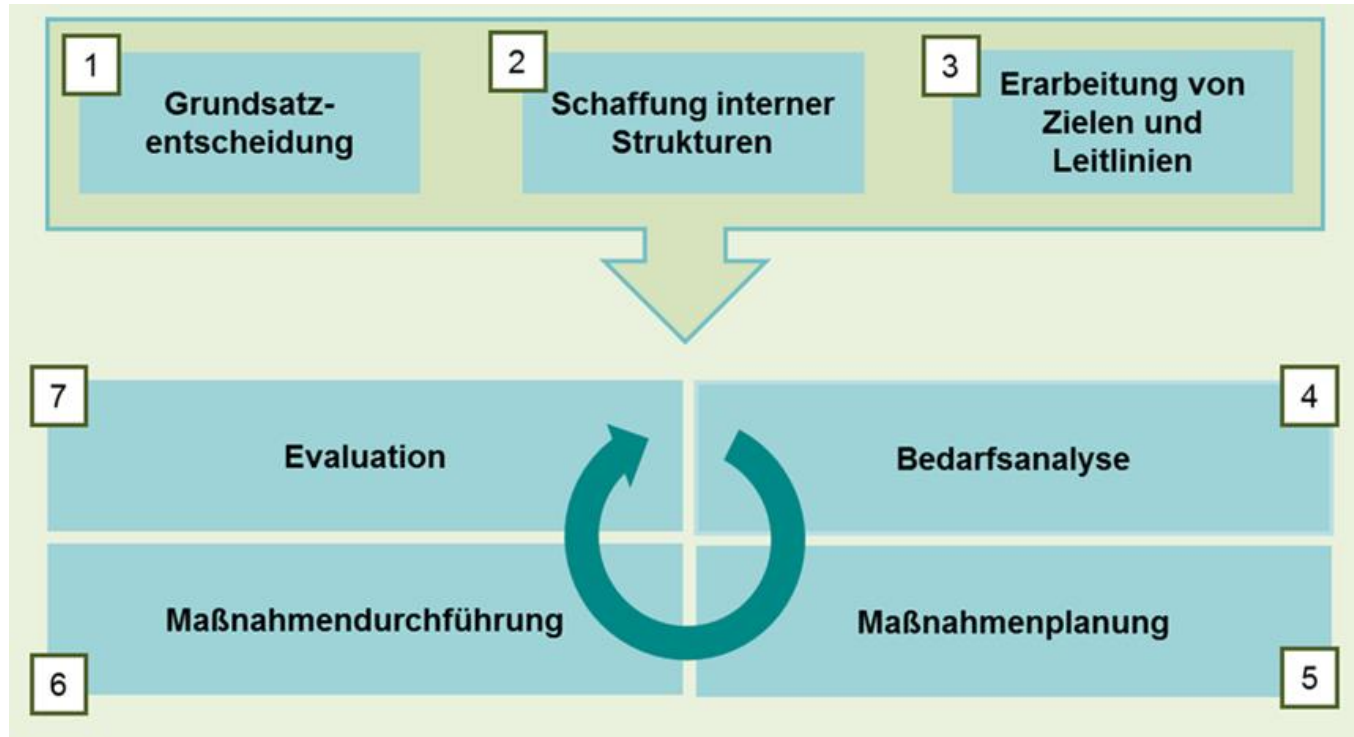 1
Grundsatz-
entscheidung
2
Schaffung interner
Strukturen
3
Erarbeitung von
Zielen und
Leitlinien
4
Bedarfsanalyse
5
Maßnahmenplanung
6
Maßnahmendurchführung
7
Evaluation